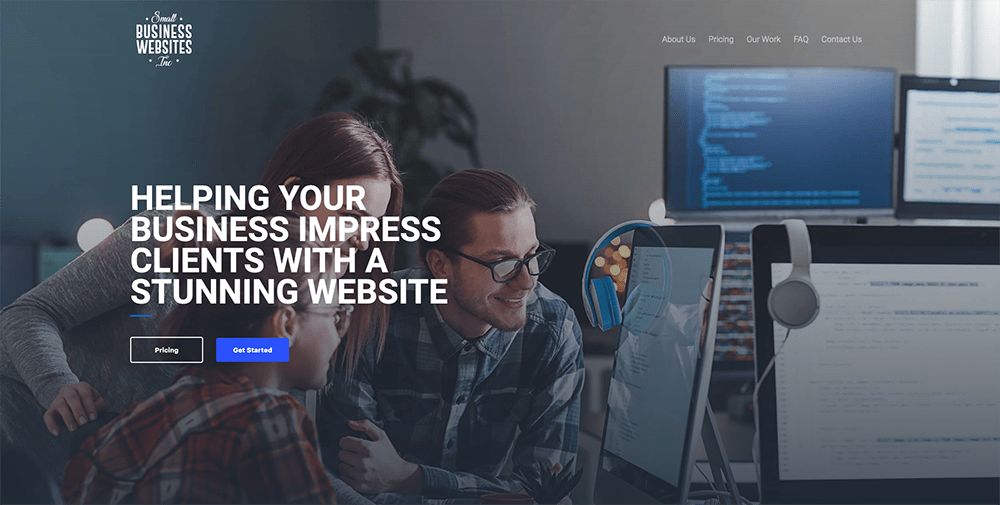 Small
BUSINESS
WEBSITES
Inc
About Us
Pricing
Our Work
FAQ
Contact Us
HELPING YOUR
BUSINESS IMPRESS
CLIENTS WITH A
STUNNING WEBSITE
Pricing
Get Started